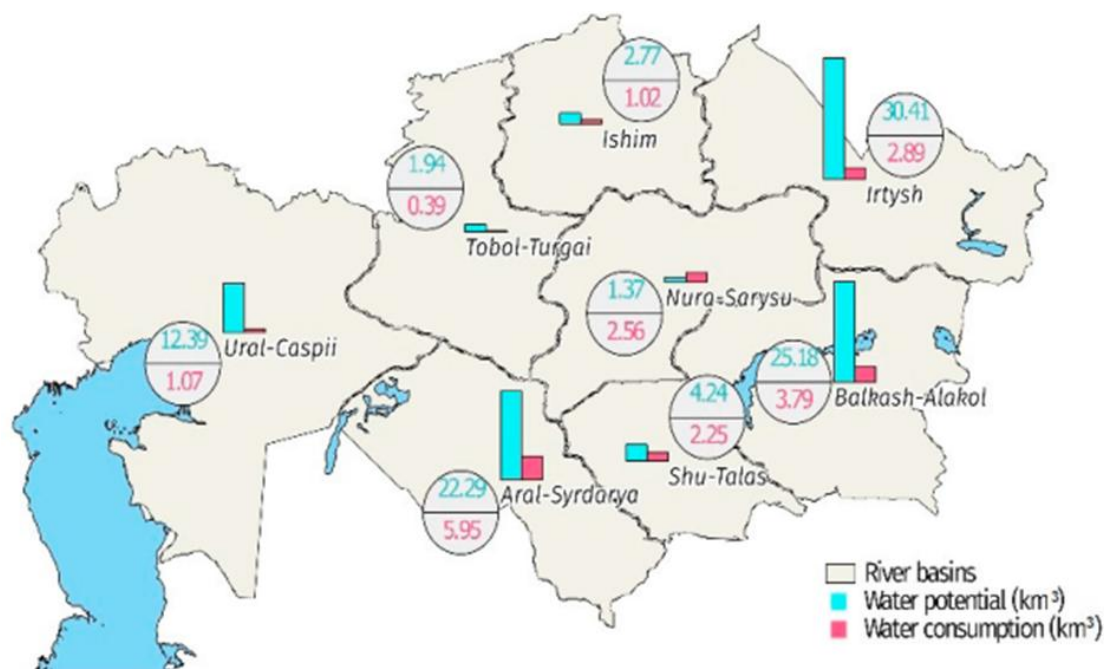 2.77
1.02
Ishim
30.41
2.89
Irtysh
1.94
0.39
Tobol-Turgai
1.37
2.56
Nura-Sarysu
12.39
1.07
Ural-Caspii
25.18
3.79
Balkash-Alakol
4.24
2.25
Shu-Talas
22.29
5.95
Aral-Syrdarya
River basins
Water potential (km³)
Water consumption (km³)